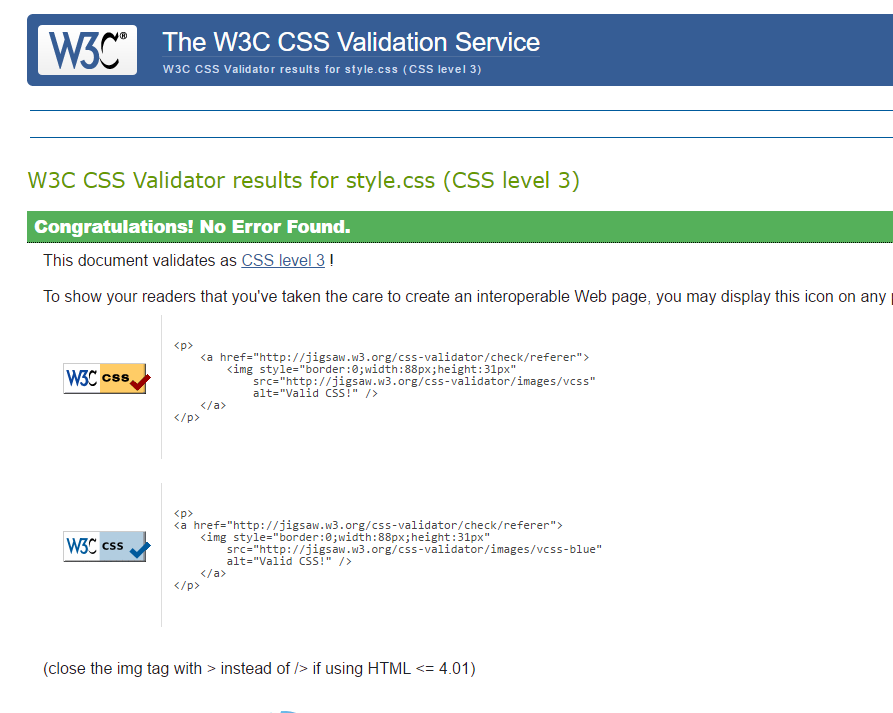 W3C®
The W3C CSS Validation Service
W3C CSS Validator results for style.css (CSS level 3)
W3C CSS Validator results for style.css (CSS level 3)
Congratulations! No Error Found.
This document validates as CSS level 3 !
To show your readers that you've taken the care to create an interoperable Web page, you may display this icon on any
<p>
<a href="http://jigsaw.w3.org/css-validator/check/referer">
<img style="border:0;width:88px;height:31px"
src="http://jigsaw.w3.org/css-validator/images/vcss"
alt="Valid CSS!" />
</a>
</p>
W3C css
<p>
<a href="http://jigsaw.w3.org/css-validator/check/referer">
<img style="border:0;width:88px;height:31px"
src="http://jigsaw.w3.org/css-validator/images/vcss-blue"
alt="Valid CSS!" />
</a>
</p>
W3C css
(close the img tag with > instead of /> if using HTML <= 4.01)